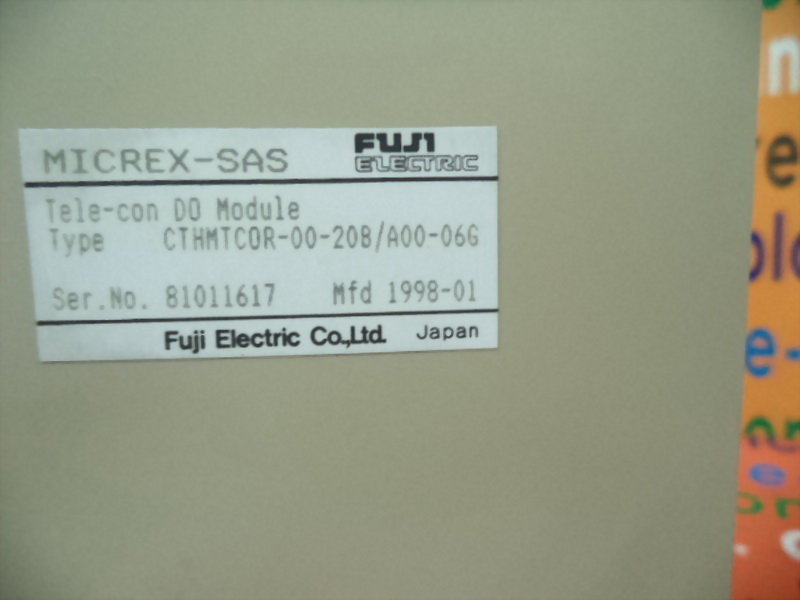 MICREX-SAS FUJI ELECTRIC
Tele-con DO Module
Type CTHMTCOR-00-208/A00-06G
Ser.No. 81011617 Mfd 1998-01
Fuji Electric Co.,Ltd. Japan